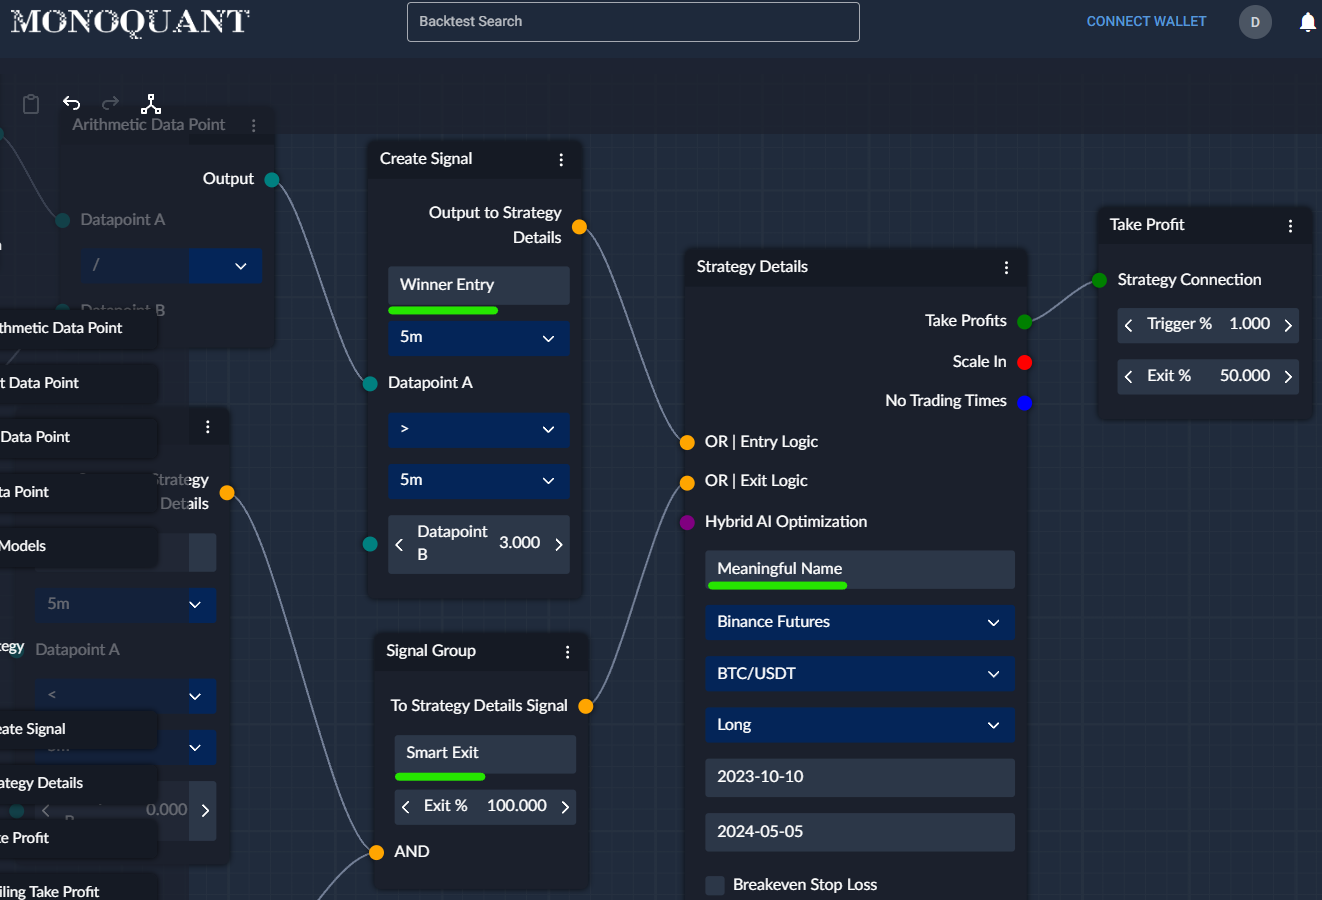 MONOQUANT
Backtest Search
CONNECT WALLET
D
Arithmetic Data Point
Output
Datapoint A
/
Datapoint B
thmetic Data Point
t Data Point
Data Point
ta Point
Models
Strategy
Details
5m
tegy
Datapoint A
<
eate Signal
5m
ategy Details
0.000
B
ke Profit
iling Take Profit
Create Signal
Output to Strategy
Details
Winner Entry
5m
Datapoint A
>
5m
Datapoint
B
3.000
Signal Group
To Strategy Details Signal
Smart Exit
Exit % 100.000
AND
Strategy Details
Take Profits
Scale In
No Trading Times
OR | Entry Logic
OR | Exit Logic
Hybrid AI Optimization
Meaningful Name
Binance Futures
BTC/USDT
Long
2023-10-10
2024-05-05
Breakeven Stop Loss
Take Profit
Strategy Connection
Trigger % 1.000
Exit % 50.000